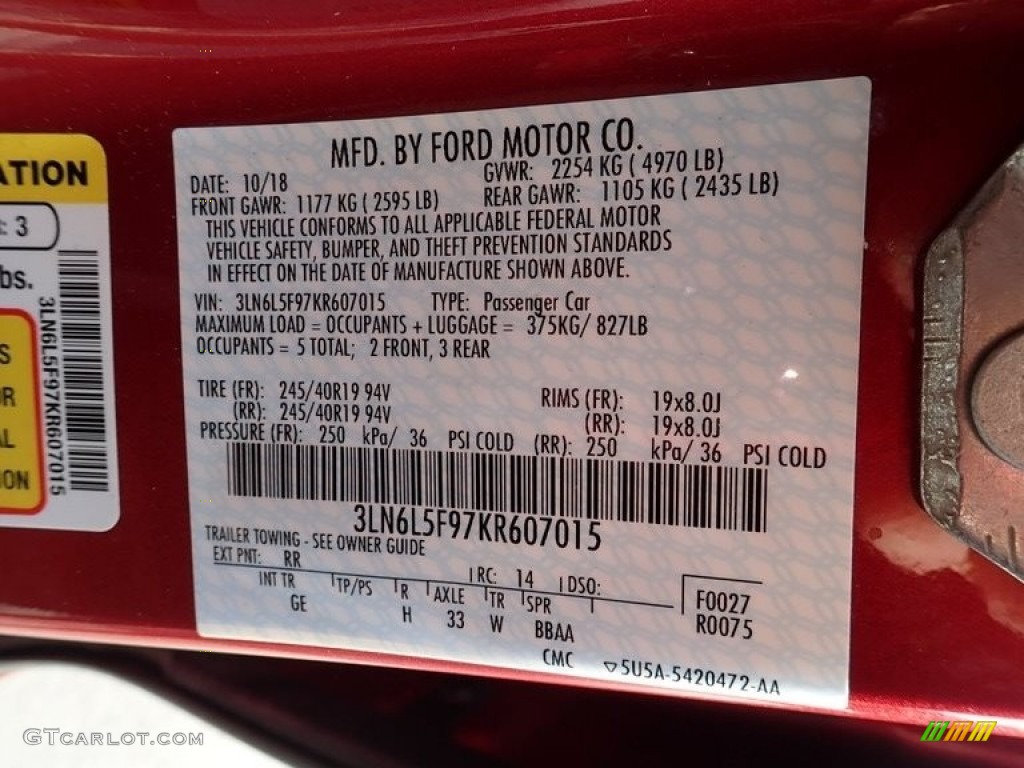 MFD. BY FORD MOTOR CO.
DATE: 10/18 GVWR: 2254 KG ( 4970 LB)
FRONT GAWR: 1177 KG ( 2595 LB) REAR GAWR: 1105 KG ( 2435 LB)
THIS VEHICLE CONFORMS TO ALL APPLICABLE FEDERAL MOTOR
VEHICLE SAFETY, BUMPER, AND THEFT PREVENTION STANDARDS
IN EFFECT ON THE DATE OF MANUFACTURE SHOWN ABOVE.
VIN: 3LN6L5F97KR607015 TYPE: Passenger Car
MAXIMUM LOAD = OCCUPANTS + LUGGAGE = 375KG/ 827LB
OCCUPANTS = 5 TOTAL; 2 FRONT, 3 REAR
TIRE (FR): 245/40R19 94V RIMS (FR): 19x8.0J
(RR): 245/40R19 94V (RR): 19x8.0J
PRESSURE (FR): 250 kPa/ 36 PSI COLD (RR): 250 kPa/ 36 PSI COLD
3LN6L5F97KR607015
TRAILER TOWING - SEE OWNER GUIDE
EXT PNT: RR RC: 14 DSO:
INT TR TP/PS R AXLE TR SPR
GE H 33 W BBAA
F0027
R0075
CMC 5U5A-5420472-AA
ATION
: 3
bs.
3LN6L5F97KR607015
S
OR
AL
ION
GTCARLOT.COM